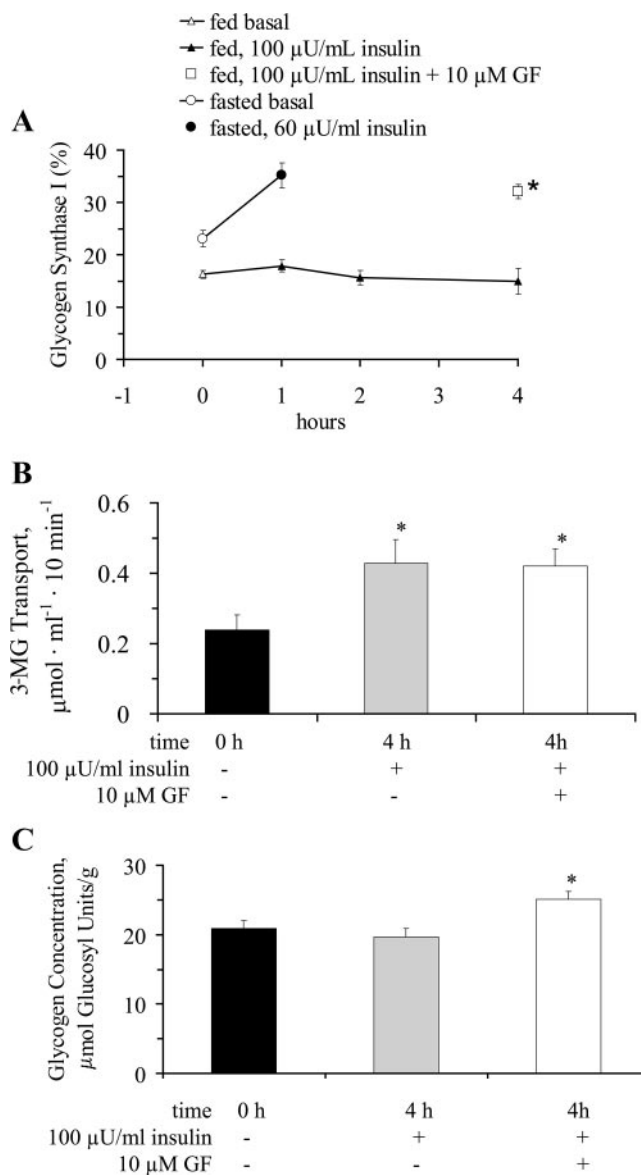 fed basal
fed, 100 µU/mL insulin
fed, 100 µU/mL insulin + 10 µM GF
fasted basal
fasted, 60 µU/ml insulin
A
Glycogen Synthase I (%)
40
35
30
25
20
15
10
5
0
*
-1 0 1 2 3 4
hours
B
3-MG Transport,
µmol · ml⁻¹ · 10 min⁻¹
0.6
0.4
0.2
0
* *
time 0 h 4 h 4h
100 µU/ml insulin - + +
10 µM GF - - +
C
Glycogen Concentration,
µmol Glucosyl Units/g
30
20
10
0
*
time 0 h 4 h 4h
100 µU/ml insulin - + +
10 µM GF - - +